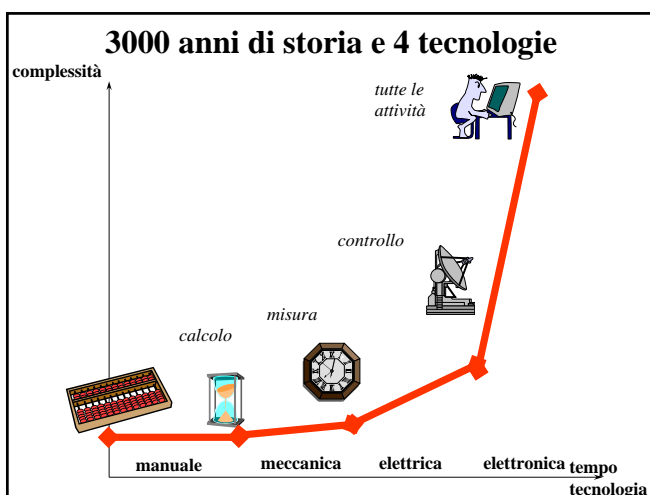 3000 anni di storia e 4 tecnologie
complessità
tutte le
attività
controllo
misura
calcolo
manuale meccanica elettrica elettronica tempo
tecnologia